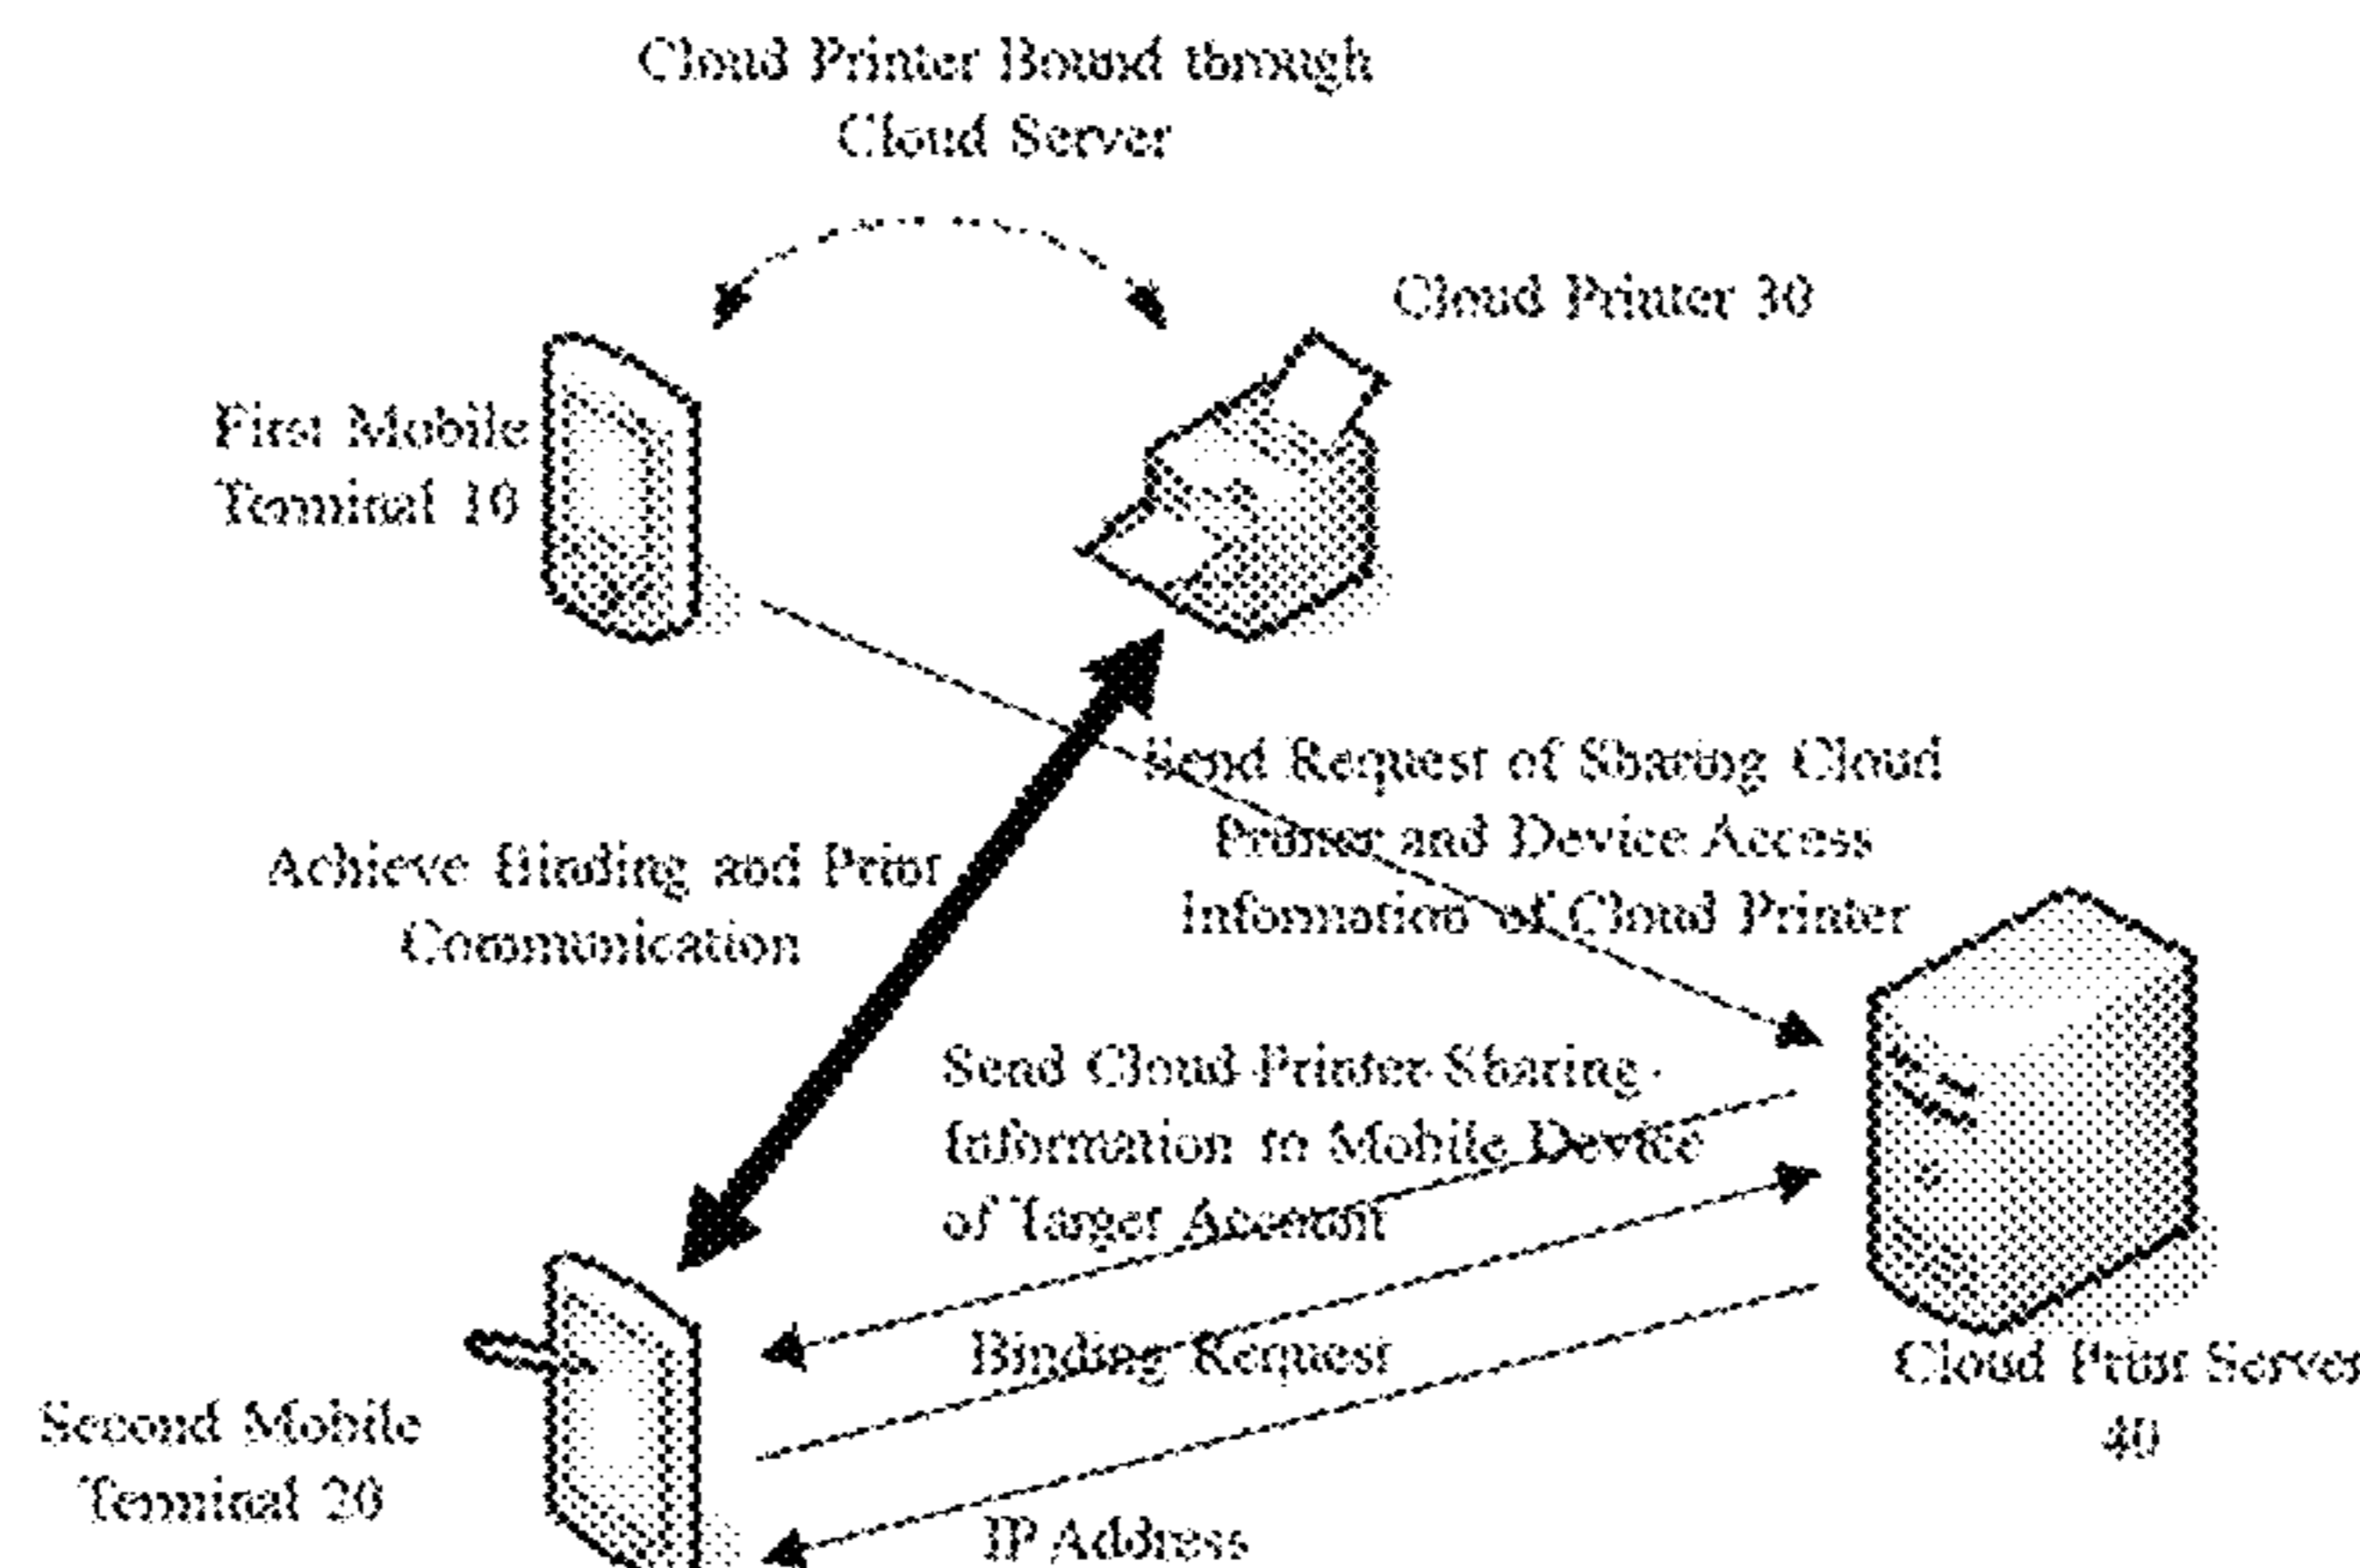 Cloud Printer Bound through
Cloud Server
Cloud Printer 30
First Mobile
Terminal 10
Send Request of Sharing Cloud
Printer and Device Access
Information of Cloud Printer
Achieve Binding and Print
Communication
Send Cloud Printer Sharing
Information to Mobile Device
of Target Account
Binding Request
Cloud Print Server
40
Second Mobile
Terminal 20
IP Address